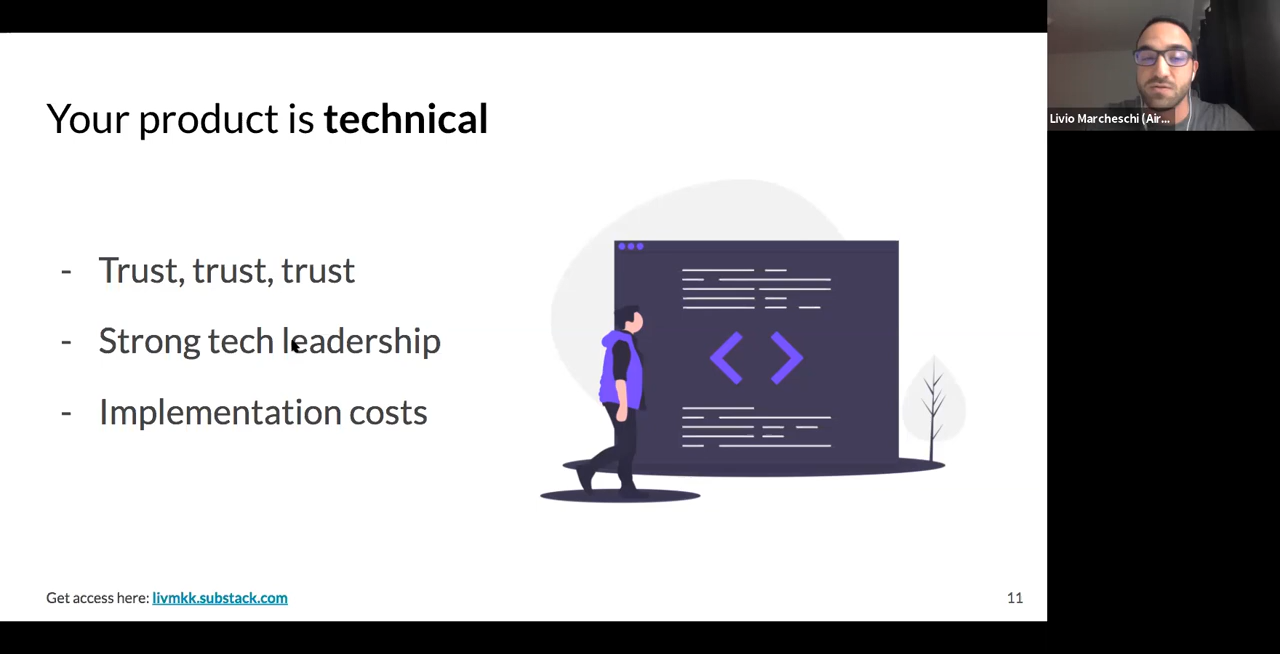 Your product is technical
Livio Marcheschi (Air...
- Trust, trust, trust
- Strong tech leadership
- Implementation costs
Get access here: livmkk.substack.com
11